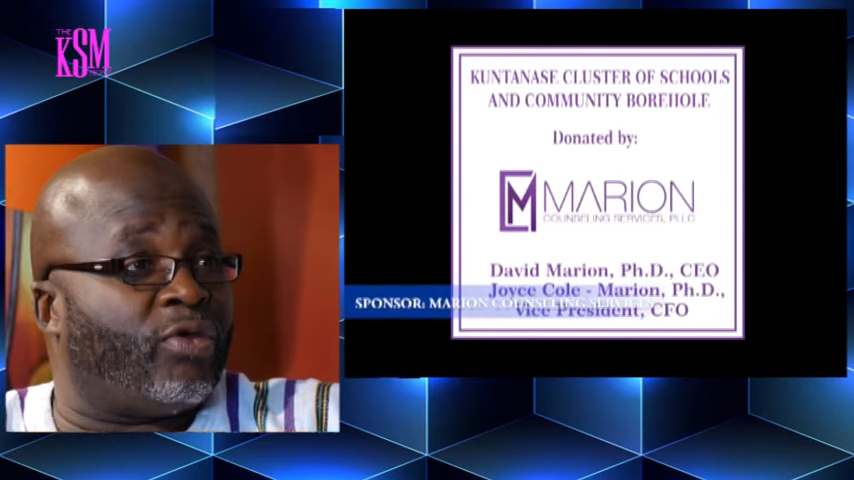 THE
KSM
KUNTANASE CLUSTER OF SCHOOLS
AND COMMUNITY BOREHOLE
Donated by:
MARION
COUNSELING SERVICES, PLLC
David Marion, Ph.D., CEO
Joyce Cole - Marion, Ph.D.,
Vice President, CFO
SPONSOR: MARION COUNSELING SERVICES